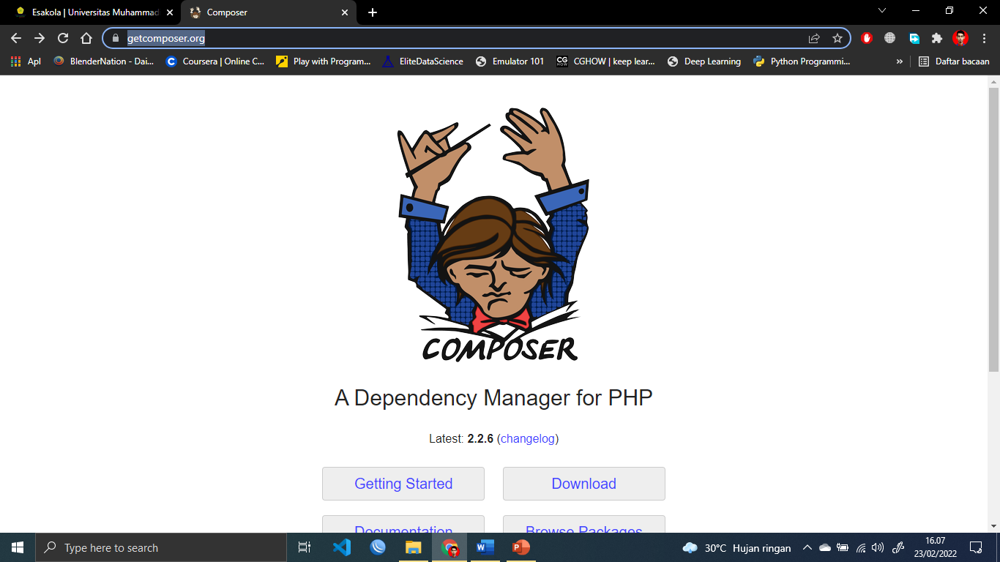 Esakola | Universitas Muhammad
Composer
getcomposer.org
Apl
BlenderNation - Dai...
Coursera | Online C...
Play with Program...
EliteDataScience
Emulator 101
CGHOW | keep lear...
Deep Learning
Python Programmi...
»
Daftar bacaan
COMPOSER
A Dependency Manager for PHP
Latest: 2.2.6 (changelog)
Getting Started
Download
Documentation
Browse Packages
Type here to search
30°C Hujan ringan
16.07
23/02/2022